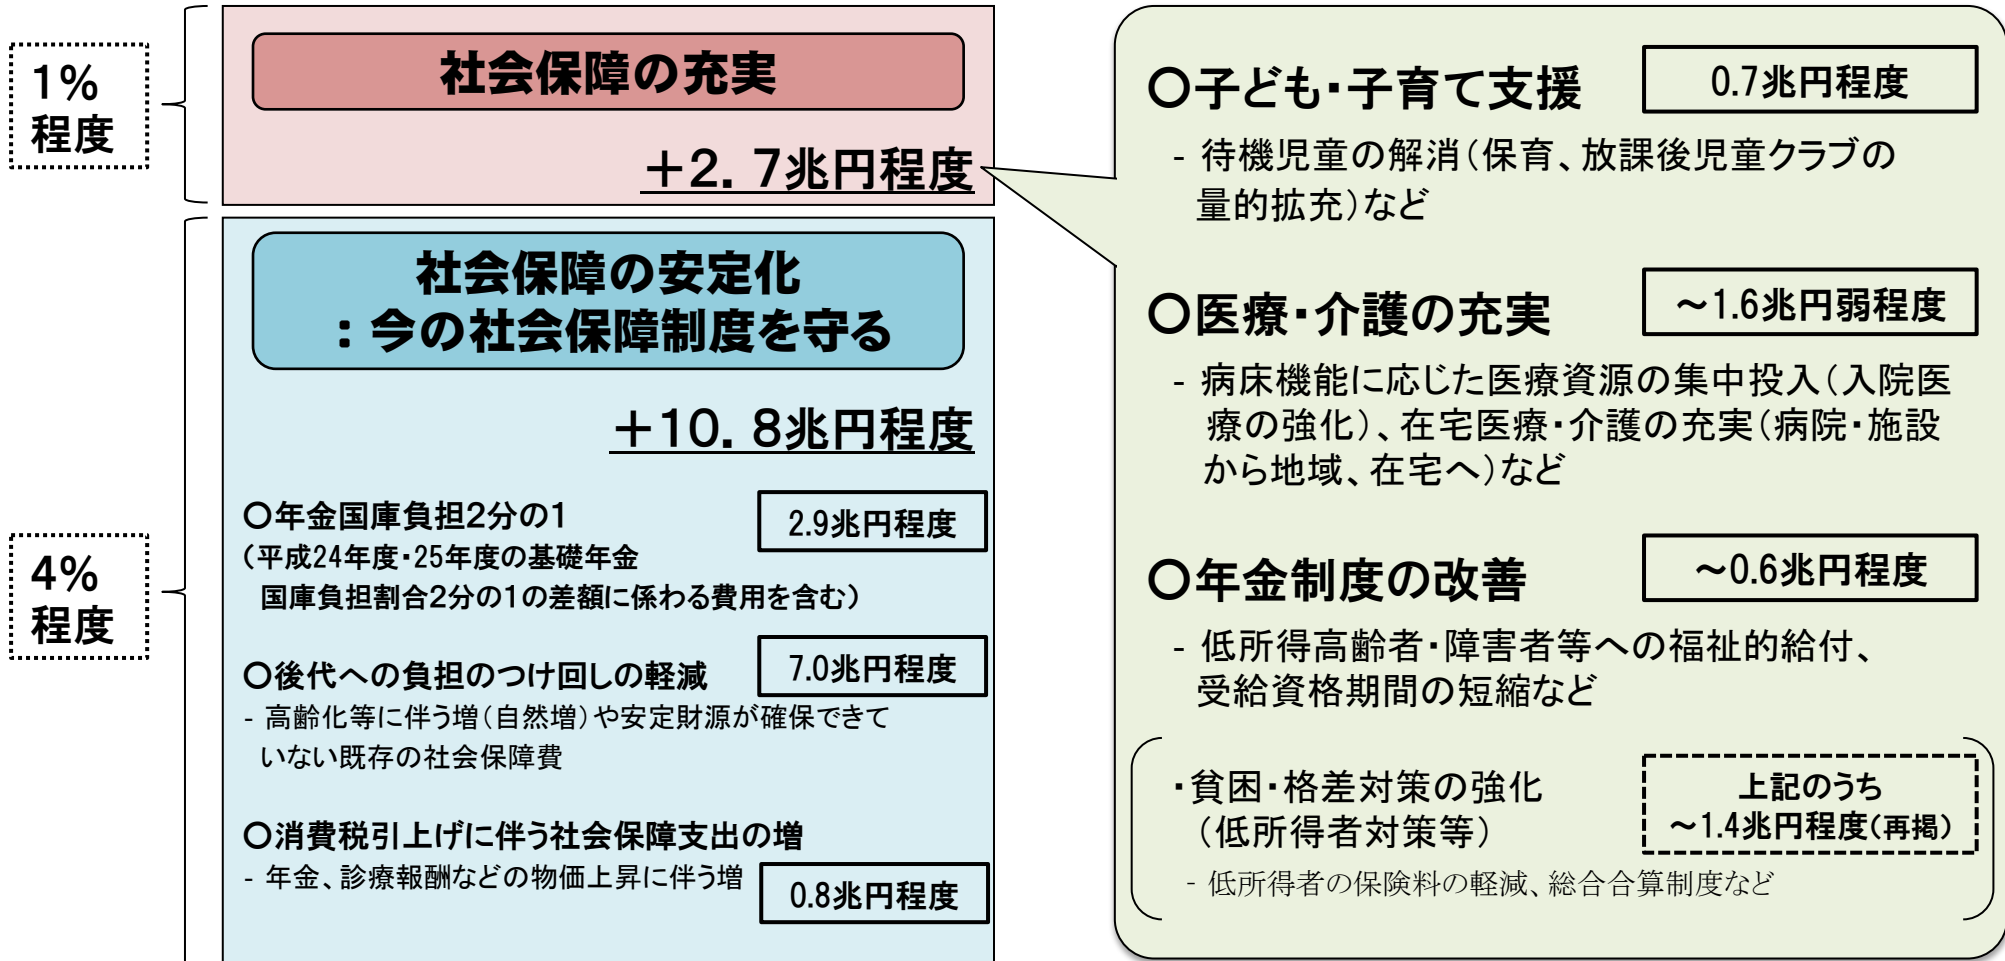 1%
程度
社会保障の充実
＋2．7兆円程度
4%
程度
社会保障の安定化
：今の社会保障制度を守る
＋10．8兆円程度
○年金国庫負担2分の1
2.9兆円程度
（平成24年度・25年度の基礎年金
国庫負担割合2分の1の差額に係わる費用を含む）
○後代への負担のつけ回しの軽減
7.0兆円程度
- 高齢化等に伴う増（自然増）や安定財源が確保できて
いない既存の社会保障費
○消費税引上げに伴う社会保障支出の増
- 年金、診療報酬などの物価上昇に伴う増
0.8兆円程度
○子ども・子育て支援
0.7兆円程度
- 待機児童の解消（保育、放課後児童クラブの
量的拡充）など
○医療・介護の充実
～1.6兆円弱程度
- 病床機能に応じた医療資源の集中投入（入院医
療の強化）、在宅医療・介護の充実（病院・施設
から地域、在宅へ）など
○年金制度の改善
～0.6兆円程度
- 低所得高齢者・障害者等への福祉的給付、
受給資格期間の短縮など
・貧困・格差対策の強化
（低所得者対策等）
上記のうち
～1.4兆円程度（再掲）
- 低所得者の保険料の軽減、総合合算制度など